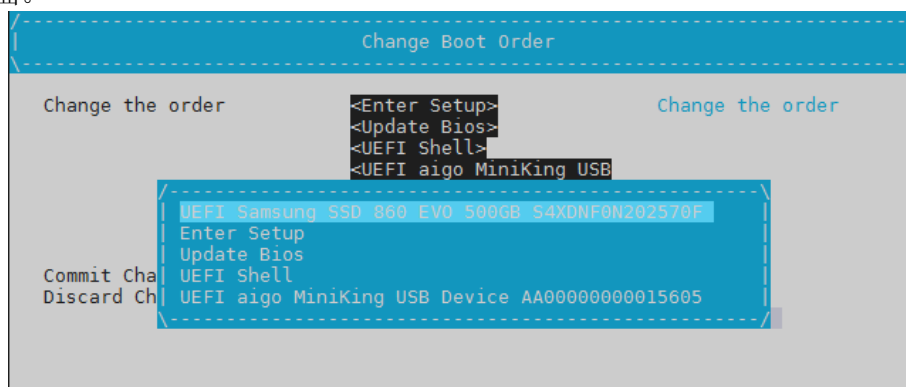 Change Boot Order
Change the order <Enter Setup> Change the order
<Update Bios>
<UEFI Shell>
<UEFI aigo MiniKing USB
UEFI Samsung SSD 860 EVO 500GB S4XDNF0N202570F
Enter Setup
Update Bios
Commit Cha UEFI Shell
Discard Ch UEFI aigo MiniKing USB Device AA00000000015605